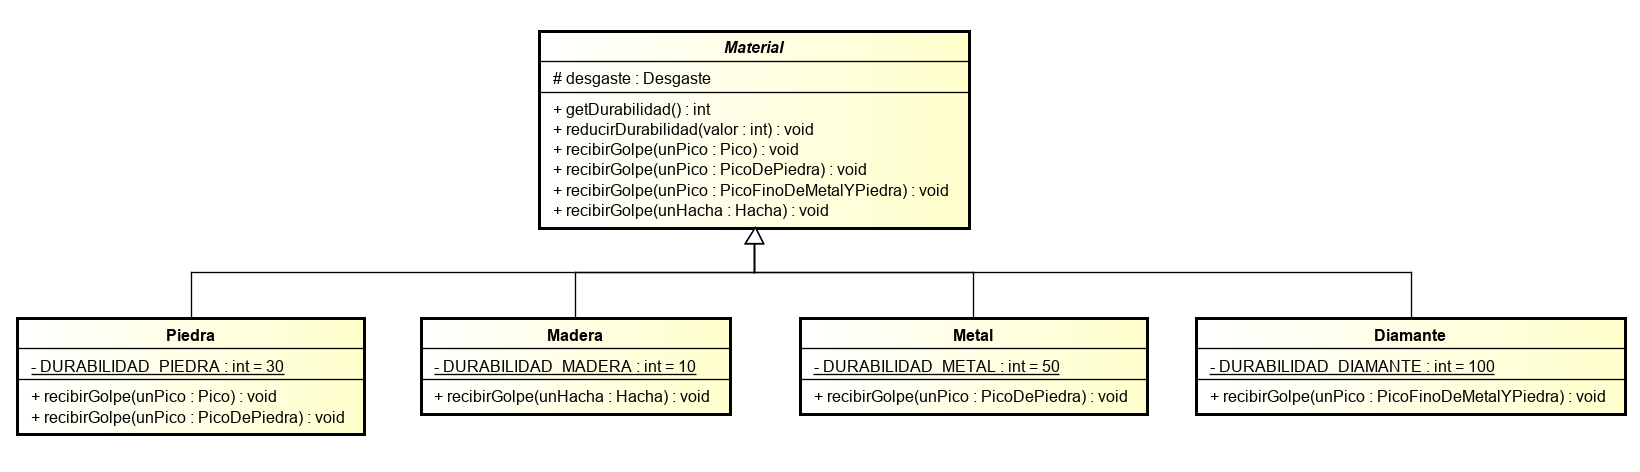 Material
# desgaste : Desgaste
+ getDurabilidad() : int
+ reducirDurabilidad(valor : int) : void
+ recibirGolpe(unPico : Pico) : void
+ recibirGolpe(unPico : PicoDePiedra) : void
+ recibirGolpe(unPico : PicoFinoDeMetalYPiedra) : void
+ recibirGolpe(unHacha : Hacha) : void
Piedra
- DURABILIDAD_PIEDRA : int = 30
+ recibirGolpe(unPico : Pico) : void
+ recibirGolpe(unPico : PicoDePiedra) : void
Madera
- DURABILIDAD_MADERA : int = 10
+ recibirGolpe(unHacha : Hacha) : void
Metal
- DURABILIDAD_METAL : int = 50
+ recibirGolpe(unPico : PicoDePiedra) : void
Diamante
- DURABILIDAD_DIAMANTE : int = 100
+ recibirGolpe(unPico : PicoFinoDeMetalYPiedra) : void